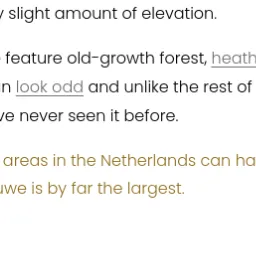 slight amount of elevation.
feature old-growth forest, heath
look odd and unlike the rest of
never seen it before.
areas in the Netherlands can ha
uwe is by far the largest.